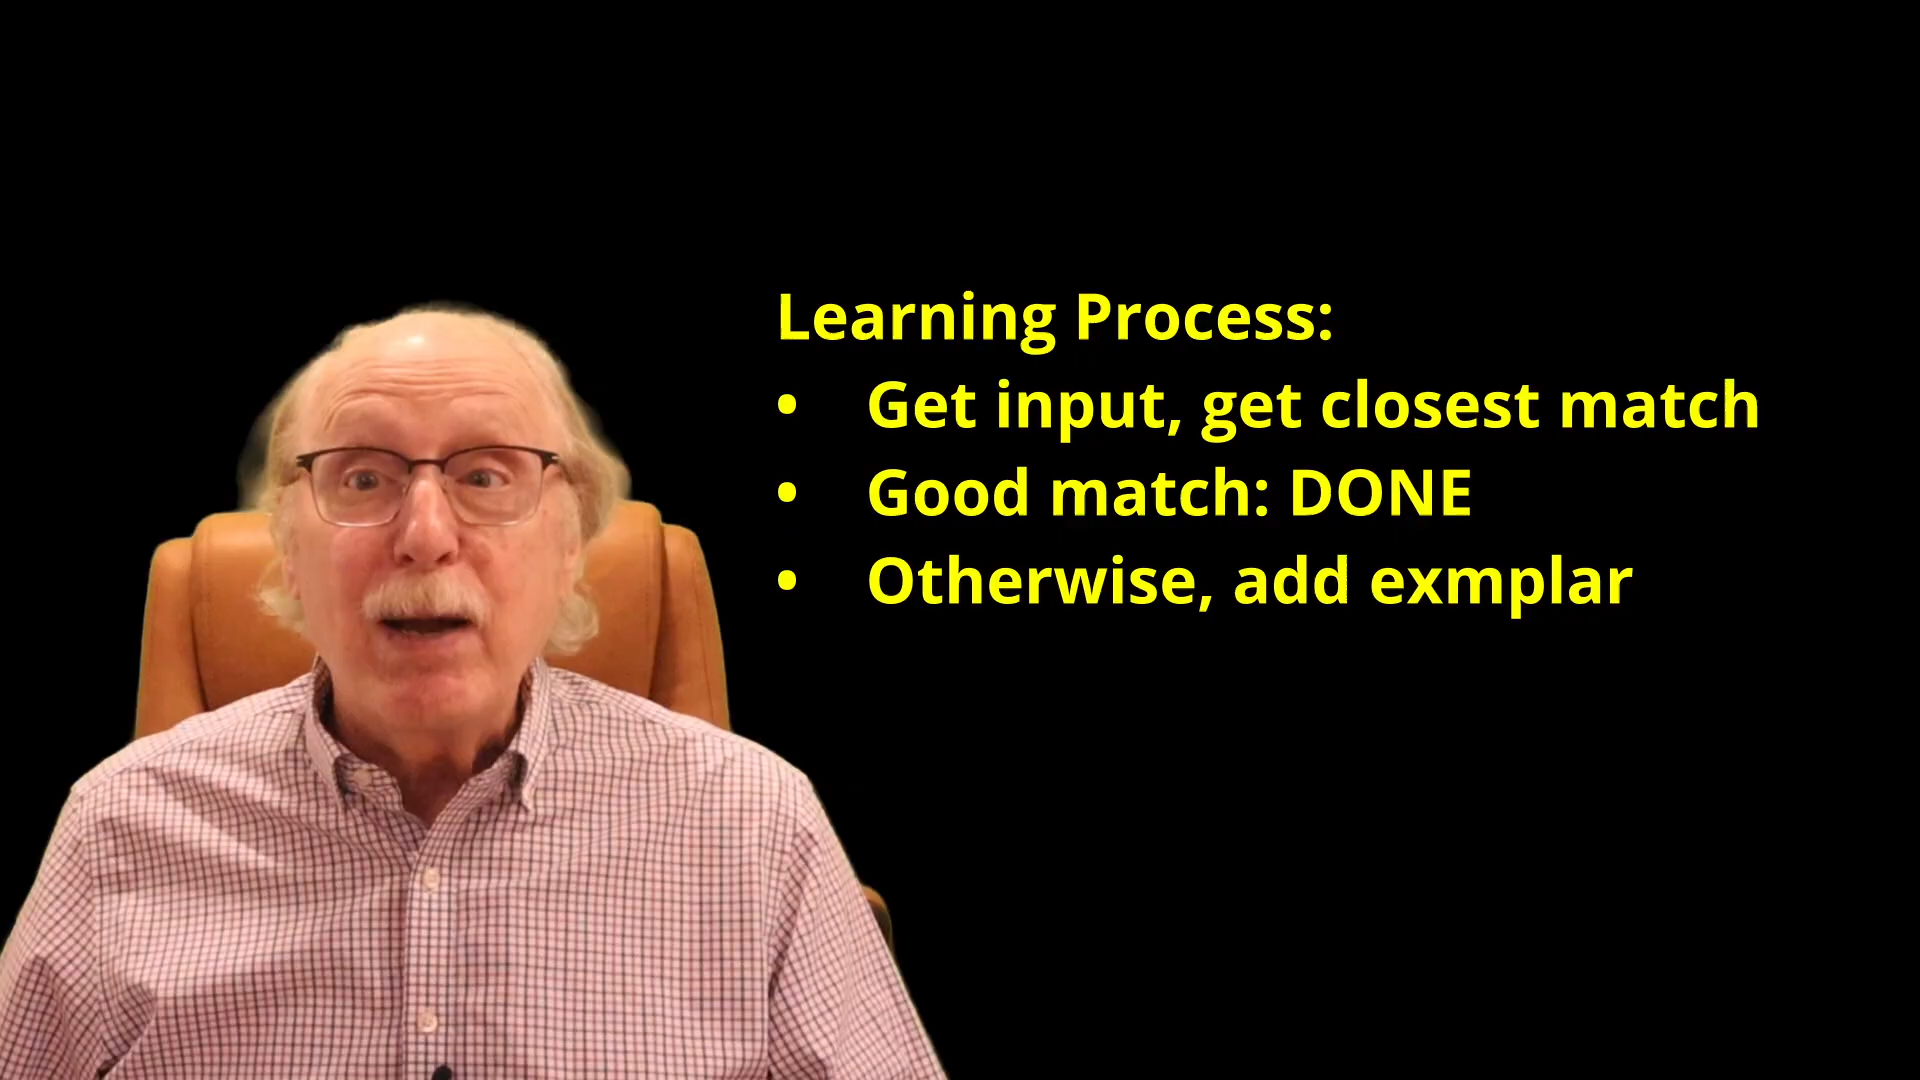 Learning Process:
• Get input, get closest match
• Good match: DONE
• Otherwise, add exmplar